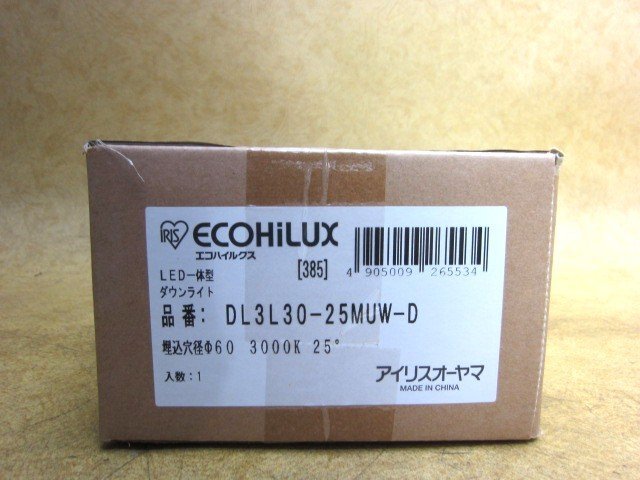 IRIS ECOHiLUX
エコハイルクス
[385]
4 905009 265534
LED一体型
ダウンライト
品番: DL3L30-25MUW-D
埋込穴径Φ60 3000K 25°
入数:1
アイリスオーヤマ
MADE IN CHINA